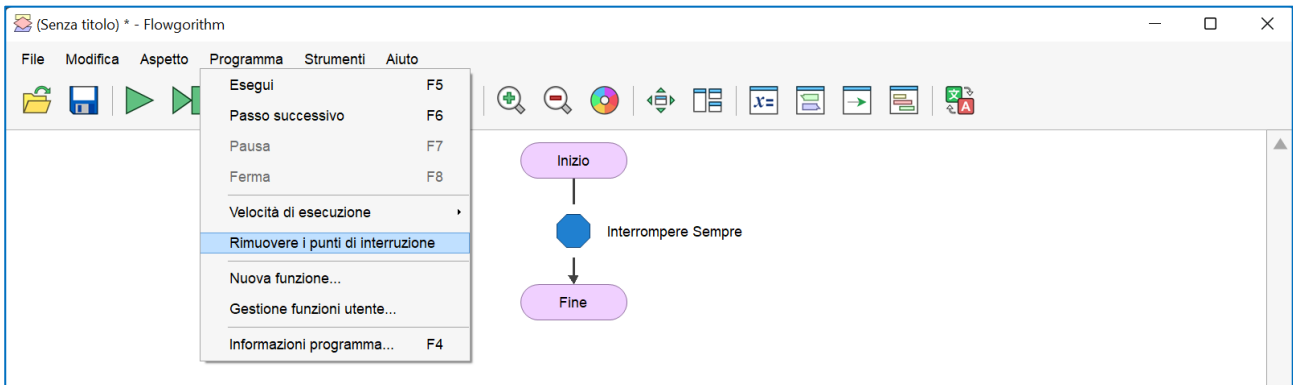 (Senza titolo) * - Flowgorithm
File Modifica Aspetto Programma Strumenti Aiuto
x=
A
Esegui F5
Passo successivo F6
Pausa F7
Ferma F8
Velocità di esecuzione
Rimuovere i punti di interruzione
Nuova funzione...
Gestione funzioni utente...
Informazioni programma... F4
Inizio
Interrompere Sempre
Fine